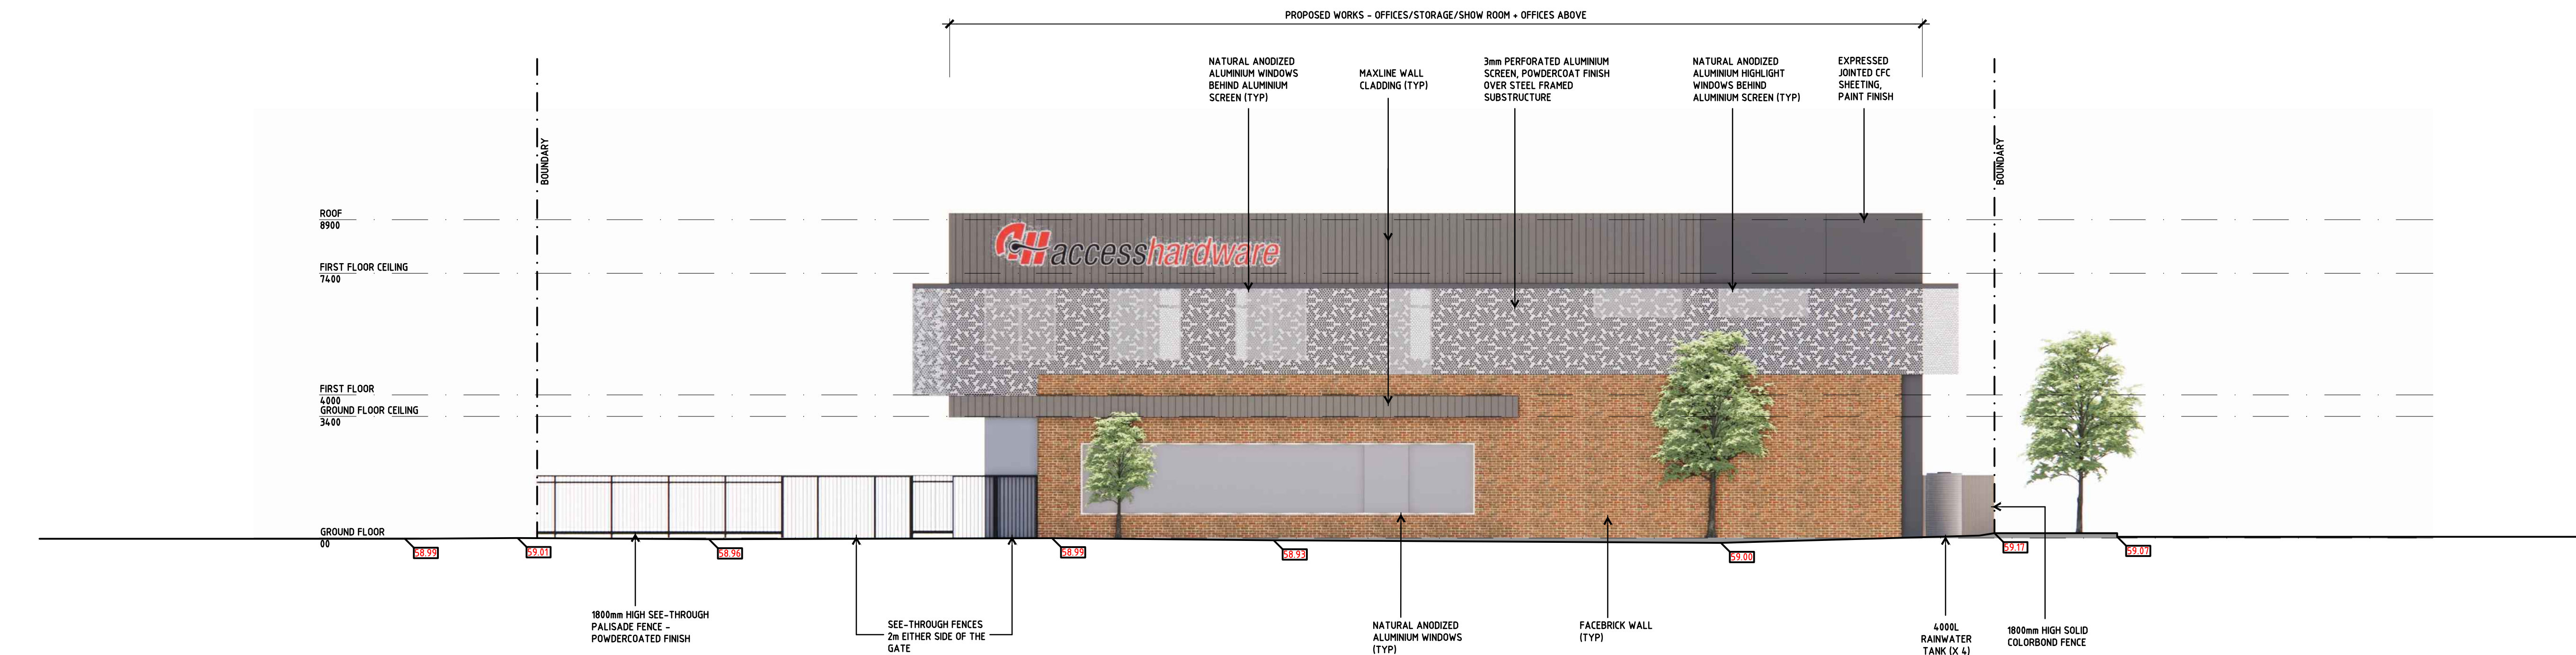 PROPOSED WORKS - OFFICES/STORAGE/SHOW ROOM + OFFICES ABOVE
NATURAL ANODIZED
ALUMINIUM WINDOWS
BEHIND ALUMINIUM
SCREEN (TYP)
MAXLINE WALL
CLADDING (TYP)
3mm PERFORATED ALUMINIUM
SCREEN, POWDERCOAT FINISH
OVER STEEL FRAMED
SUBSTRUCTURE
NATURAL ANODIZED
ALUMINIUM HIGHLIGHT
WINDOWS BEHIND
ALUMINIUM SCREEN (TYP)
EXPRESSED
JOINTED CFC
SHEETING,
PAINT FINISH
BOUNDARY
BOUNDARY
ROOF
8900
FIRST FLOOR CEILING
7400
FIRST FLOOR
4000
GROUND FLOOR CEILING
3400
GROUND FLOOR
00
accesshardware
58.99
59.01
58.96
58.99
58.93
59.00
59.17
59.07
1800mm HIGH SEE-THROUGH
PALISADE FENCE -
POWDERCOATED FINISH
SEE-THROUGH FENCES
2m EITHER SIDE OF THE
GATE
NATURAL ANODIZED
ALUMINIUM WINDOWS
(TYP)
FACEBRICK WALL
(TYP)
4000L
RAINWATER
TANK (X 4)
1800mm HIGH SOLID
COLORBOND FENCE